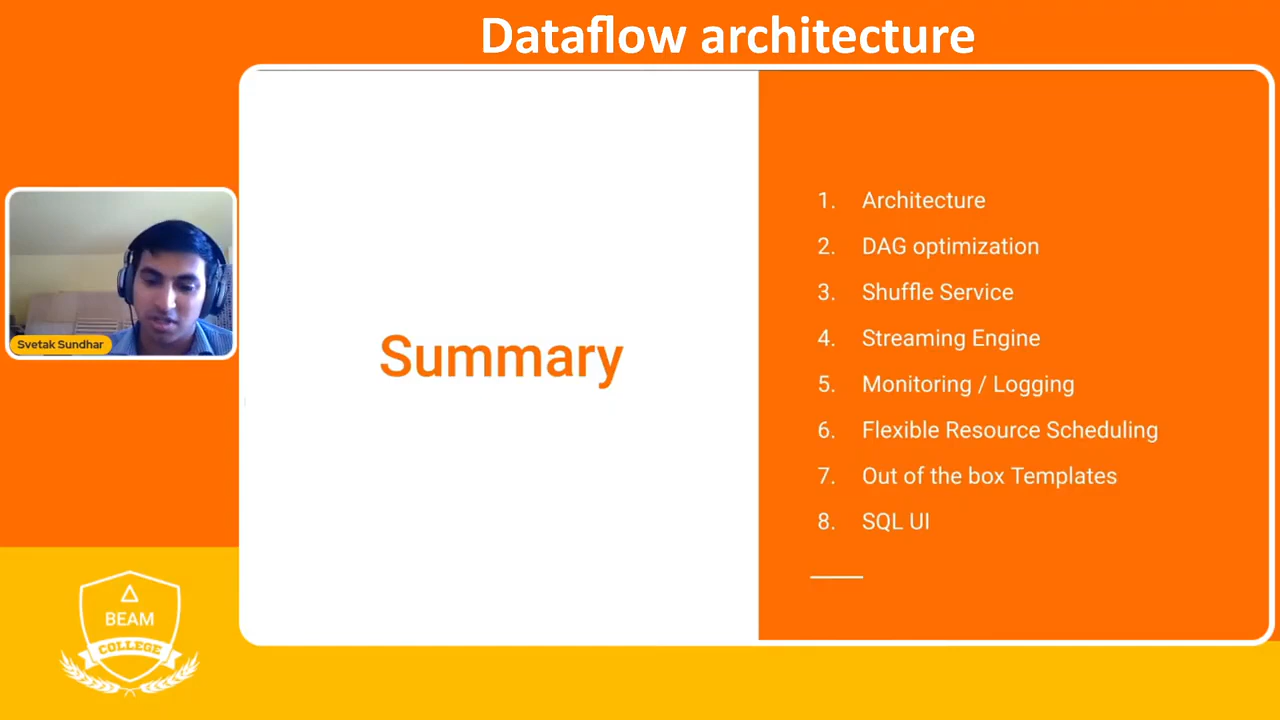 Dataflow architecture
Svetak Sundhar
Summary
1. Architecture
2. DAG optimization
3. Shuffle Service
4. Streaming Engine
5. Monitoring / Logging
6. Flexible Resource Scheduling
7. Out of the box Templates
8. SQL UI
BEAM
COLLEGE